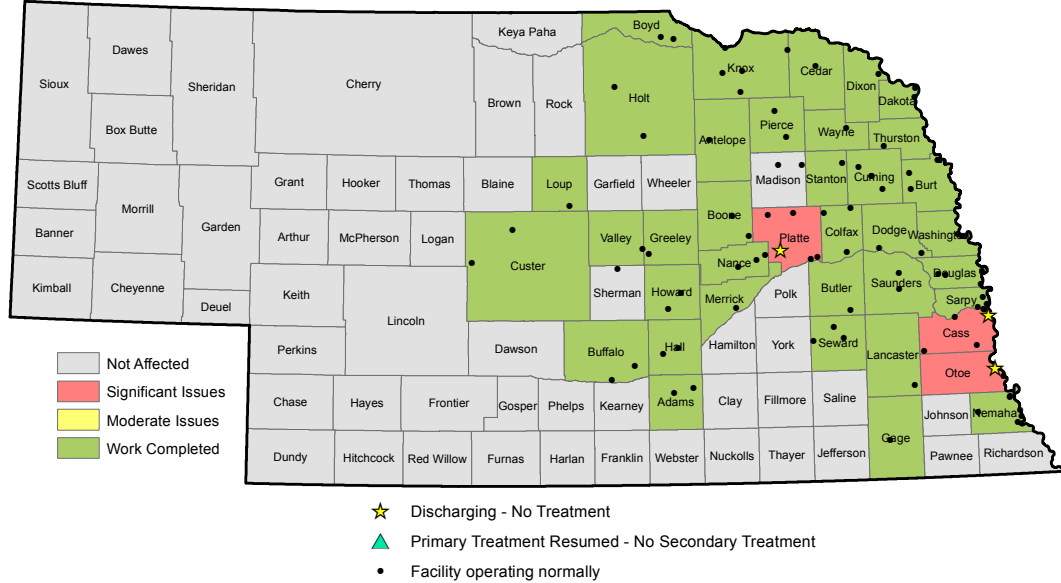 Keya Paha Boyd
Dawes Knox Cedar
Sioux Sheridan Cherry Brown Rock Holt Dixon
Dakota
Box Butte Antelope Pierce Wayne Thurston
Scotts Bluff Grant Hooker Thomas Blaine Loup Garfield Wheeler Madison Stanton Cuming Burt
Morrill Garden
Banner Arthur McPherson Logan Custer Valley Greeley Boone Platte Colfax Dodge Washington
Kimball Cheyenne Deuel Keith Lincoln Sherman Howard Nance Merrick Polk Butler Saunders Douglas
Sarpy
Perkins Dawson Buffalo Hall Hamilton York Seward Lancaster Cass
Otoe
Chase Hayes Frontier Gosper Phelps Kearney Adams Clay Fillmore Saline Johnson Nemaha
Gage
Dundy Hitchcock Red Willow Furnas Harlan Franklin Webster Nuckolls Thayer Jefferson Pawnee Richardson
Not Affected
Significant Issues
Moderate Issues
Work Completed
Discharging - No Treatment
Primary Treatment Resumed - No Secondary Treatment
Facility operating normally